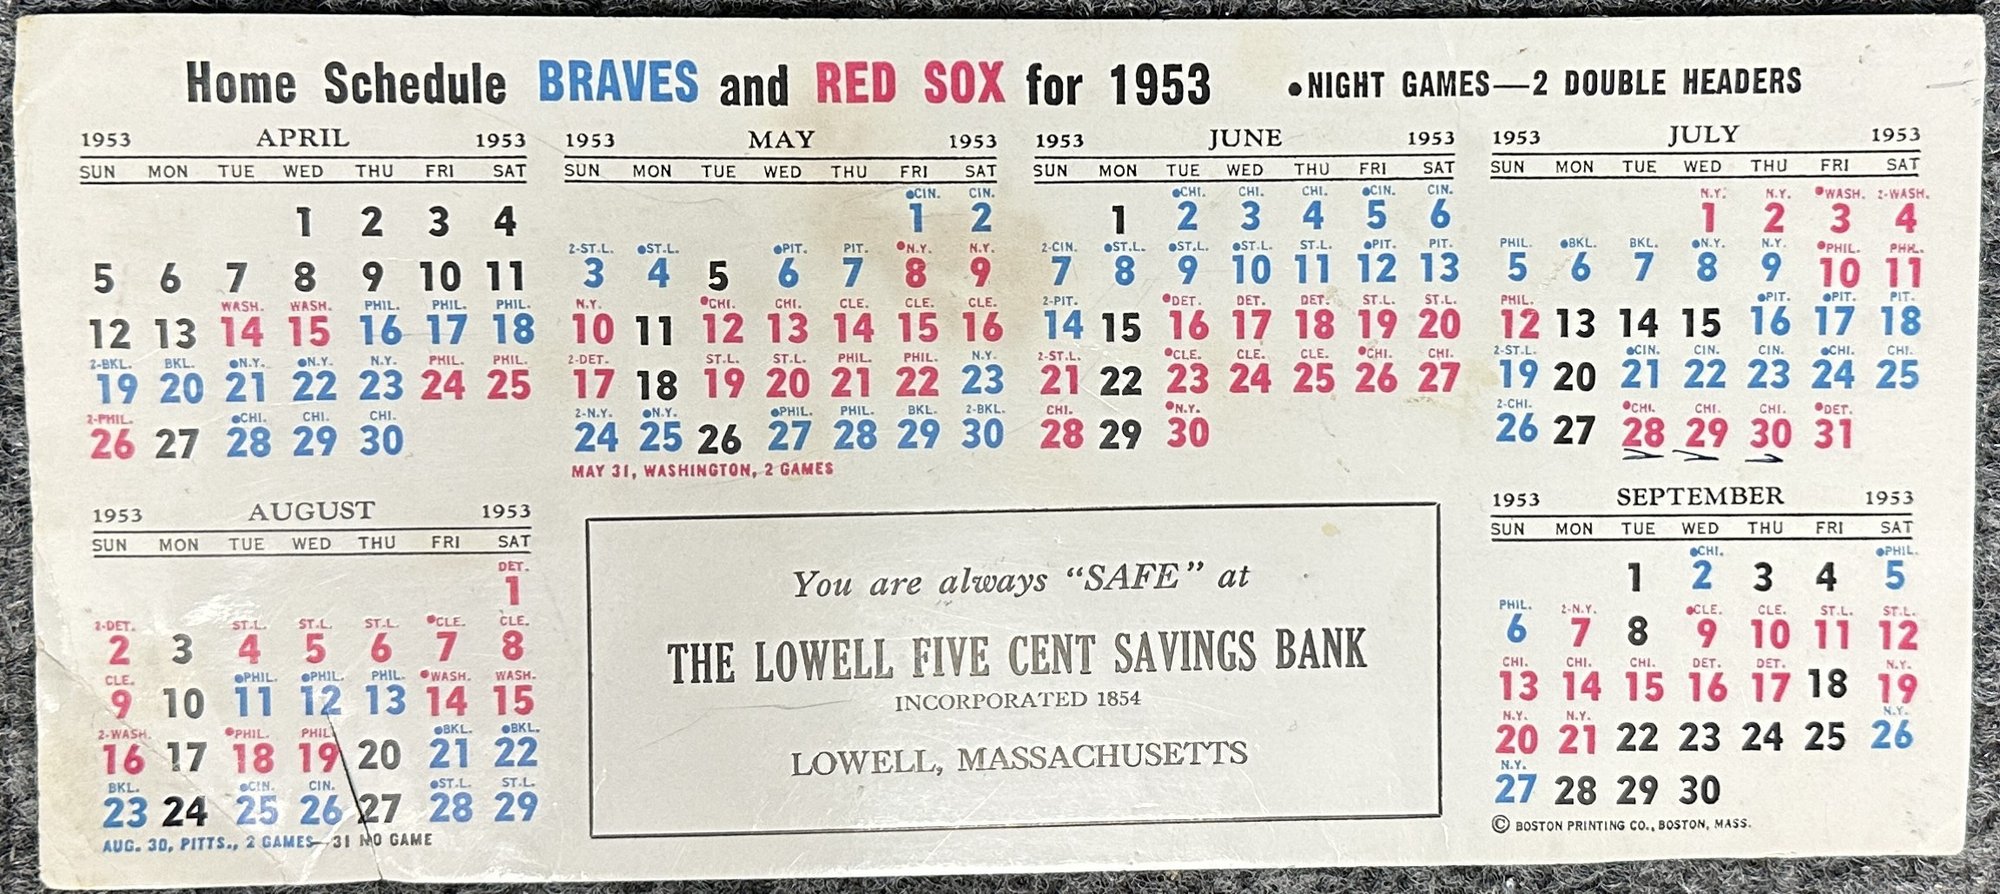 Home Schedule BRAVES and RED SOX for 1953 •NIGHT GAMES—2 DOUBLE HEADERS
1953 APRIL 1953
SUN MON TUE WED THU FRI SAT
1 2 3 4
5 6 7 8 9 10 11
WASH. WASH. PHIL. PHIL. PHIL.
12 13 14 15 16 17 18
2-BKL. BKL. •N.Y. •N.Y. N.Y. PHIL. PHIL.
19 20 21 22 23 24 25
2-PHIL. •CHI. CHI. CHI.
26 27 28 29 30
1953 MAY 1953
SUN MON TUE WED THU FRI SAT
•CIN. CIN.
1 2
2-ST.L. •ST.L. •PIT. PIT. •N.Y. N.Y.
3 4 5 6 7 8 9
N.Y. •CHI. CHI. CLE. CLE. CLE.
10 11 12 13 14 15 16
2-DET. ST.L. ST.L. PHIL. PHIL. N.Y.
17 18 19 20 21 22 23
2-N.Y. •N.Y. •PHIL. PHIL. BKL. 2-BKL.
24 25 26 27 28 29 30
MAY 31, WASHINGTON, 2 GAMES
1953 JUNE 1953
SUN MON TUE WED THU FRI SAT
•CHI. CHI. CHI. •CIN. CIN.
1 2 3 4 5 6
2-CIN. •ST.L. •ST.L. •ST.L. ST.L. •PIT. PIT.
7 8 9 10 11 12 13
2-PIT. •DET. DET. DET. ST.L. ST.L.
14 15 16 17 18 19 20
2-ST.L. •CLE. CLE. CLE. •CHI. CHI.
21 22 23 24 25 26 27
CHI. •N.Y.
28 29 30
1953 JULY 1953
SUN MON TUE WED THU FRI SAT
N.Y. N.Y. •WASH. 2-WASH.
1 2 3 4
PHIL. •BKL. BKL. •N.Y. N.Y. •PHIL. PHIL.
5 6 7 8 9 10 11
PHIL. •PIT. •PIT. PIT.
12 13 14 15 16 17 18
2-ST.L. •CIN. CIN. CIN. •CHI. CHI.
19 20 21 22 23 24 25
2-CHI. •CHI. CHI. CHI. •DET.
26 27 28 29 30 31
1953 AUGUST 1953
SUN MON TUE WED THU FRI SAT
DET.
1
2-DET. ST.L. ST.L. ST.L. •CLE. CLE.
2 3 4 5 6 7 8
CLE. •PHIL. •PHIL. PHIL. •WASH. WASH.
9 10 11 12 13 14 15
2-WASH. •PHIL. PHIL. •BKL. •BKL.
16 17 18 19 20 21 22
BKL. •CIN. CIN. •ST.L. ST.L.
23 24 25 26 27 28 29
AUG. 30, PITTS., 2 GAMES—31 NO GAME
You are always "SAFE" at
THE LOWELL FIVE CENT SAVINGS BANK
INCORPORATED 1854
LOWELL, MASSACHUSETTS
1953 SEPTEMBER 1953
SUN MON TUE WED THU FRI SAT
•CHI. •PHIL.
1 2 3 4 5
PHIL. 2-N.Y. •CLE. CLE. ST.L. ST.L.
6 7 8 9 10 11 12
CHI. CHI. CHI. DET. DET. N.Y.
13 14 15 16 17 18 19
N.Y. N.Y. N.Y.
20 21 22 23 24 25 26
N.Y.
27 28 29 30
© BOSTON PRINTING CO., BOSTON, MASS.